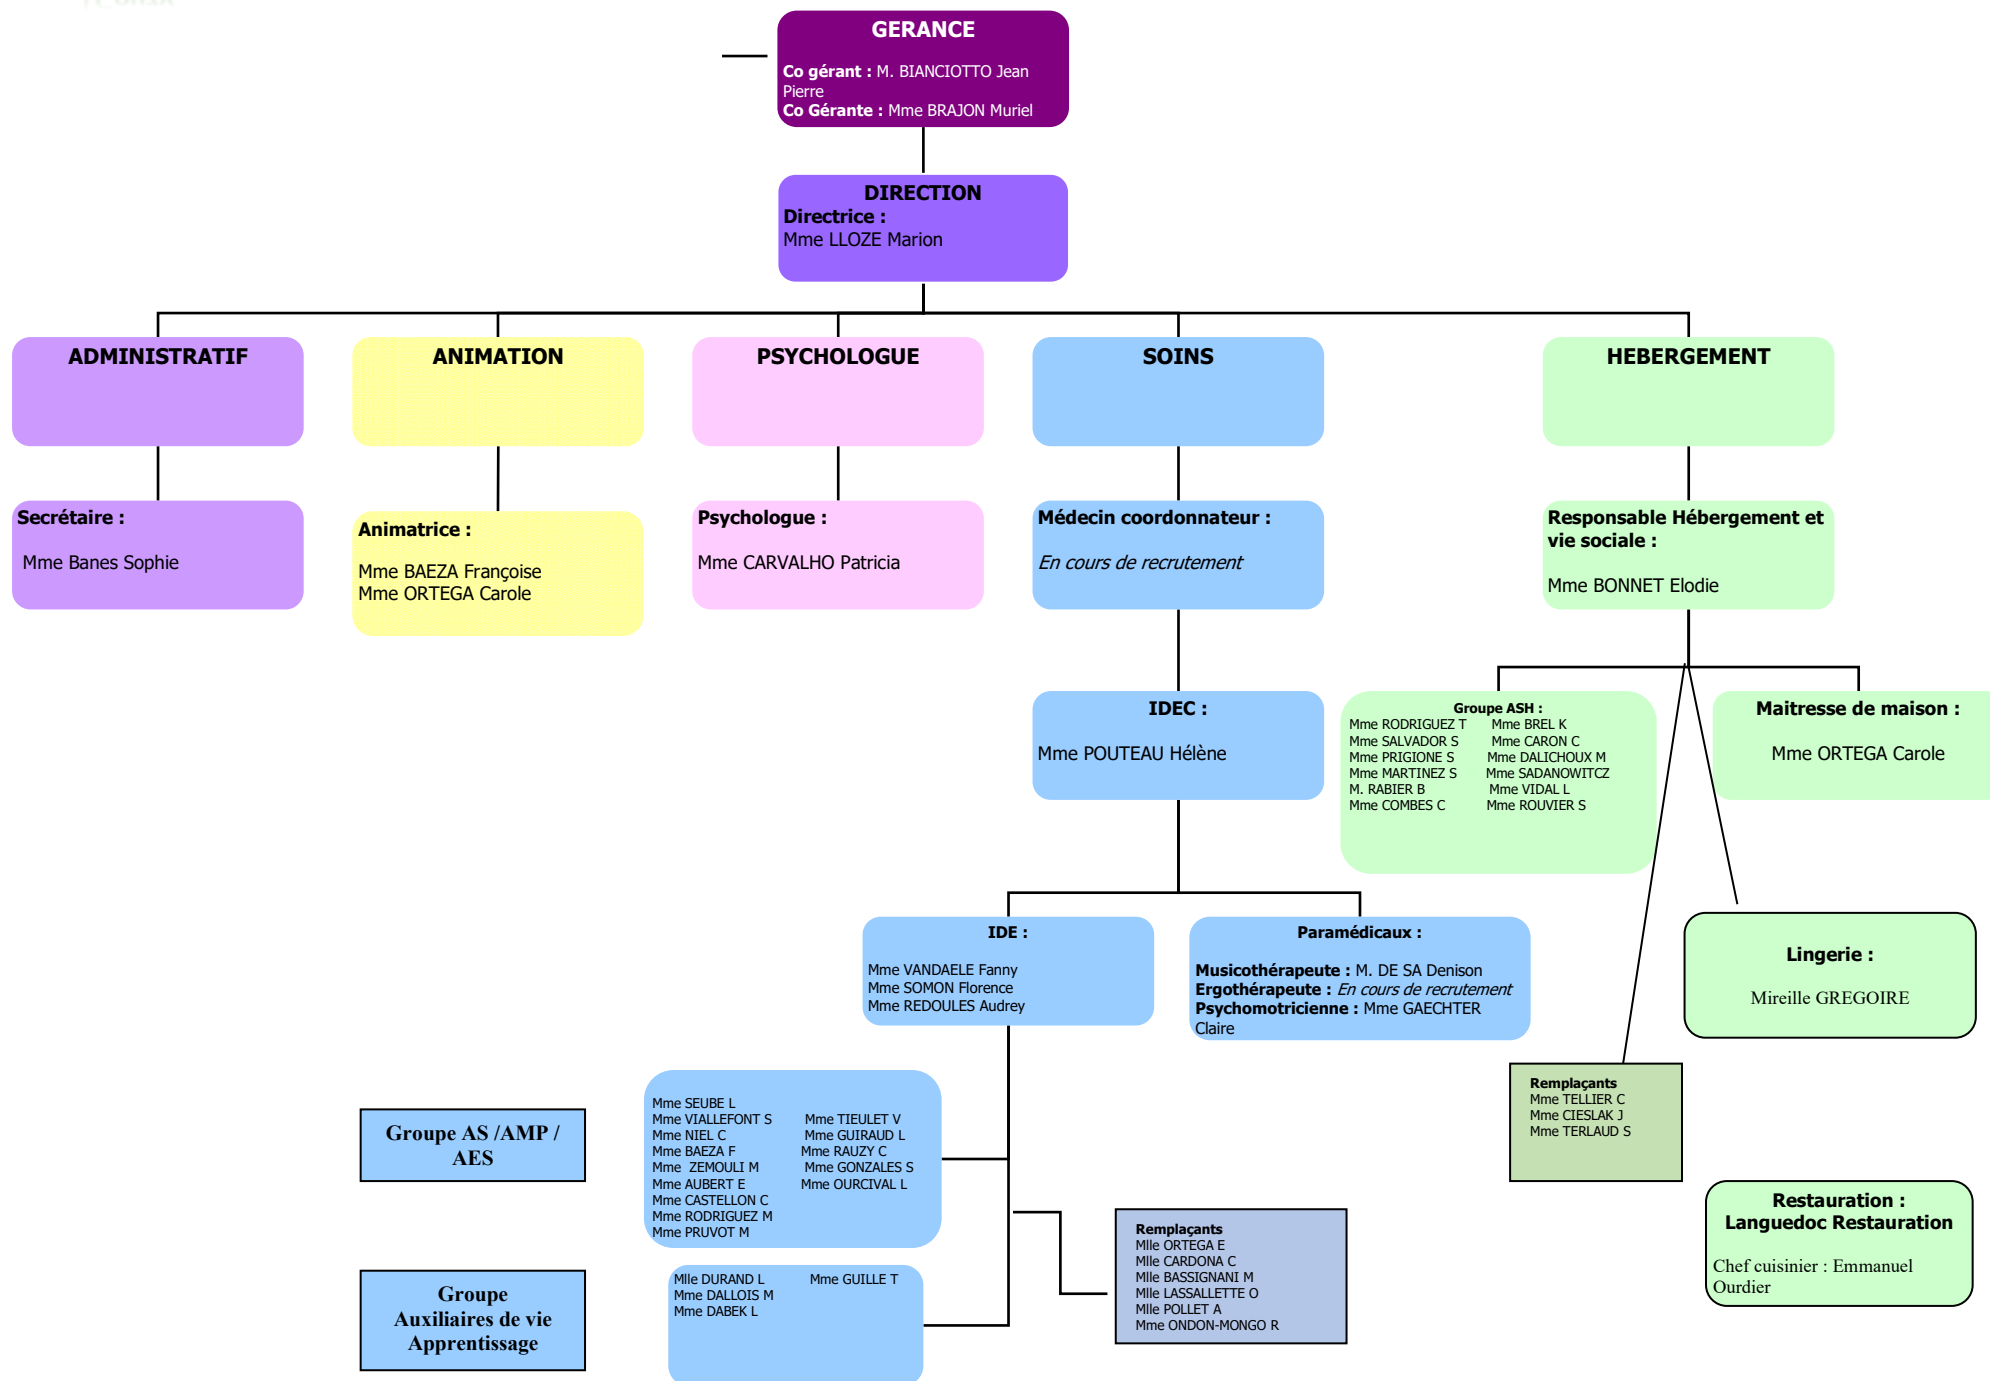 GERANCE
Co gérant : M. BIANCIOTTO Jean
Pierre
Co Gérante : Mme BRAJON Muriel
DIRECTION
Directrice :
Mme LLOZE Marion
ADMINISTRATIF
ANIMATION
PSYCHOLOGUE
SOINS
HEBERGEMENT
Secrétaire :
Mme Banes Sophie
Animatrice :
Mme BAEZA Françoise
Mme ORTEGA Carole
Psychologue :
Mme CARVALHO Patricia
Médecin coordonnateur :
En cours de recrutement
Responsable Hébergement et
vie sociale :
Mme BONNET Elodie
IDEC :
Mme POUTEAU Hélène
Groupe ASH :
Mme RODRIGUEZ T Mme BREL K
Mme SALVADOR S Mme CARON C
Mme PRIGIONE S Mme DALICHOUX M
Mme MARTINEZ S Mme SADANOWITCZ
M. RABIER B Mme VIDAL L
Mme COMBES C Mme ROUVIER S
Maitresse de maison :
Mme ORTEGA Carole
IDE :
Mme VANDAELE Fanny
Mme SOMON Florence
Mme REDOULES Audrey
Paramédicaux :
Musicothérapeute : M. DE SA Denison
Ergothérapeute : En cours de recrutement
Psychomotricienne : Mme GAECHTER
Claire
Lingerie :
Mireille GREGOIRE
Groupe AS /AMP /
AES
Mme SEUBE L
Mme VIALLEFONT S Mme TIEULET V
Mme NIEL C Mme GUIRAUD L
Mme BAEZA F Mme RAUZY C
Mme ZEMOULI M Mme GONZALES S
Mme AUBERT E Mme OURCIVAL L
Mme CASTELLON C
Mme RODRIGUEZ M
Mme PRUVOT M
Remplaçants
Mme TELLIER C
Mme CIESLAK J
Mme TERLAUD S
Restauration :
Languedoc Restauration
Chef cuisinier : Emmanuel
Ourdier
Remplaçants
Mlle ORTEGA E
Mlle CARDONA C
Mlle BASSIGNANI M
Mlle LASSALLETTE O
Mlle POLLET A
Mme ONDON-MONGO R
Groupe
Auxiliaires de vie
Apprentissage
Mlle DURAND L Mme GUILLE T
Mme DALLOIS M
Mme DABEK L